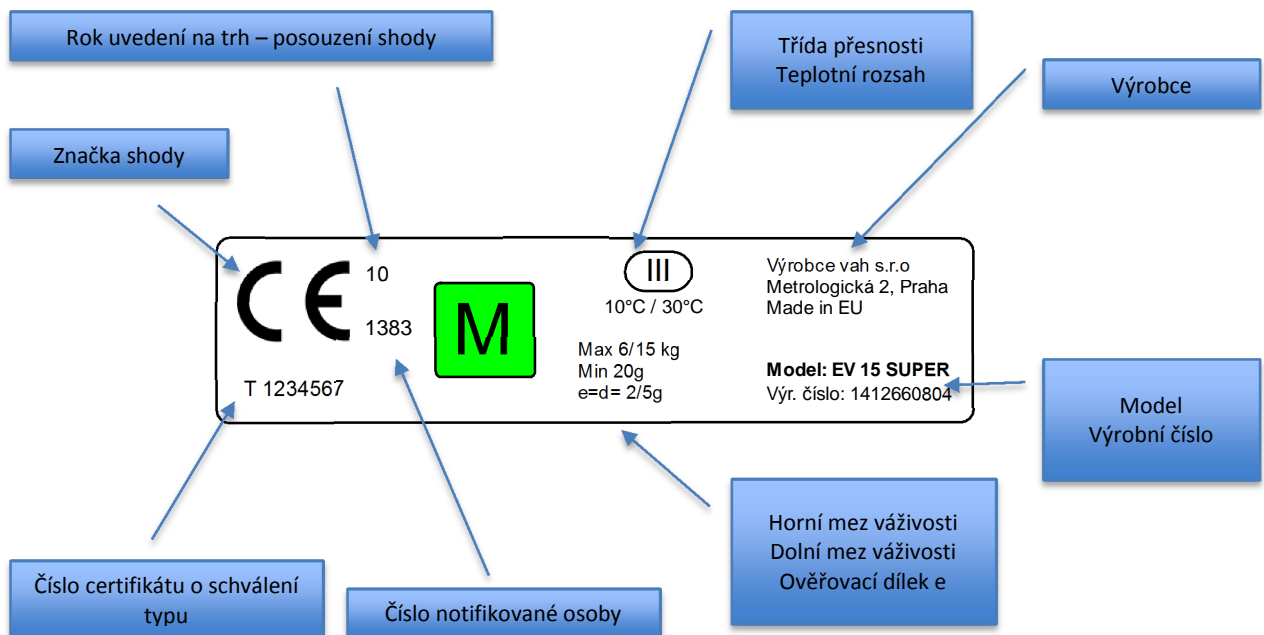 Rok uvedení na trh – posouzení shody
Třída přesnosti
Teplotní rozsah
Výrobce
Značka shody
CE
10
1383
T 1234567
M
III
10°C / 30°C
Max 6/15 kg
Min 20g
e=d= 2/5g
Výrobce vah s.r.o
Metrologická 2, Praha
Made in EU
Model: EV 15 SUPER
Výr. číslo: 1412660804
Model
Výrobní číslo
Horní mez váživosti
Dolní mez váživosti
Ověřovací dílek e
Číslo certifikátu o schválení
typu
Číslo notifikované osoby